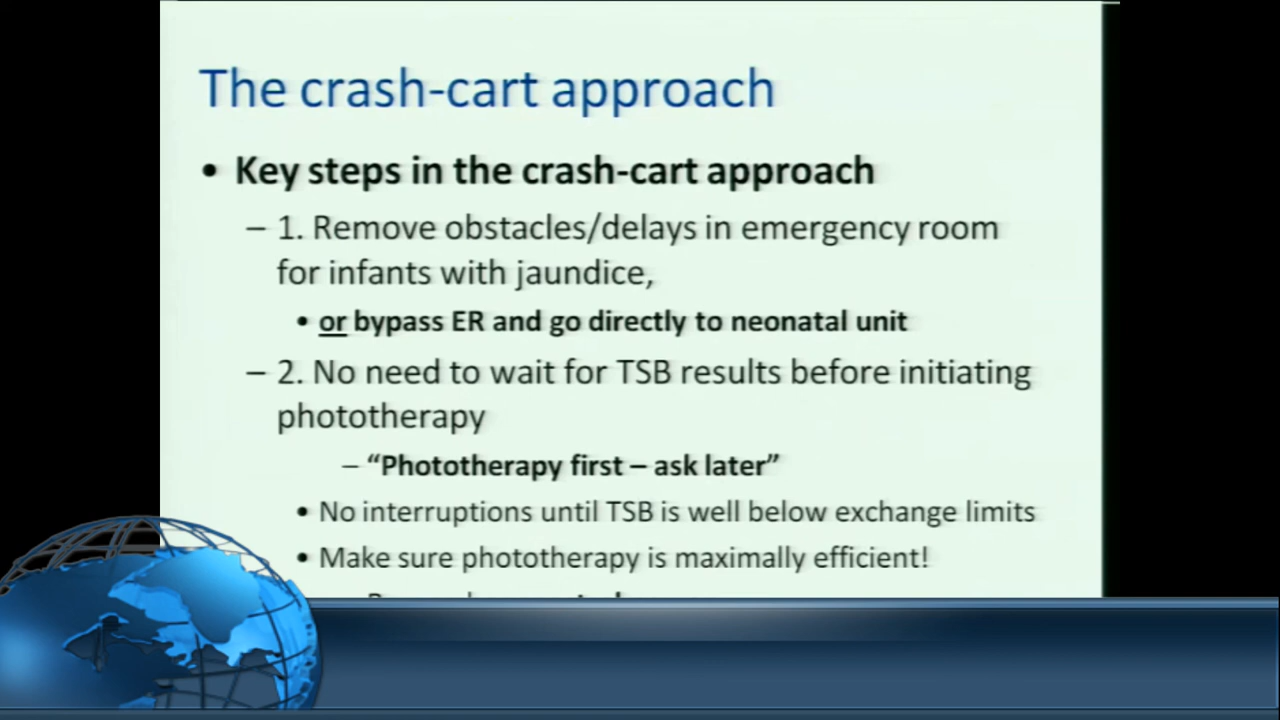 The crash-cart approach
• Key steps in the crash-cart approach
– 1. Remove obstacles/delays in emergency room
for infants with jaundice,
• or bypass ER and go directly to neonatal unit
– 2. No need to wait for TSB results before initiating
phototherapy
– “Phototherapy first – ask later”
• No interruptions until TSB is well below exchange limits
• Make sure phototherapy is maximally efficient!